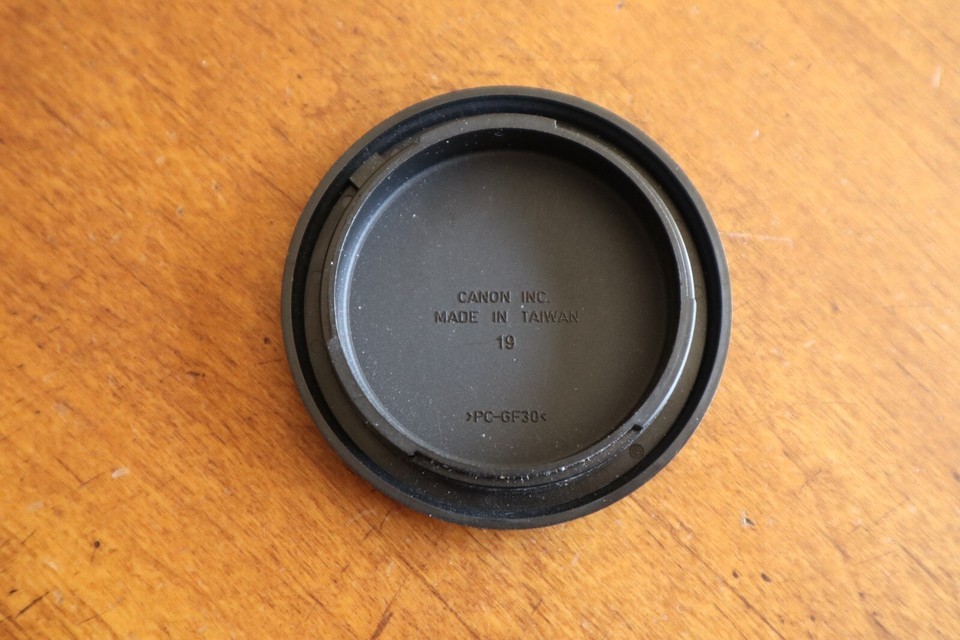 CANON INC.
MADE IN TAIWAN
19
>PC-GF30<